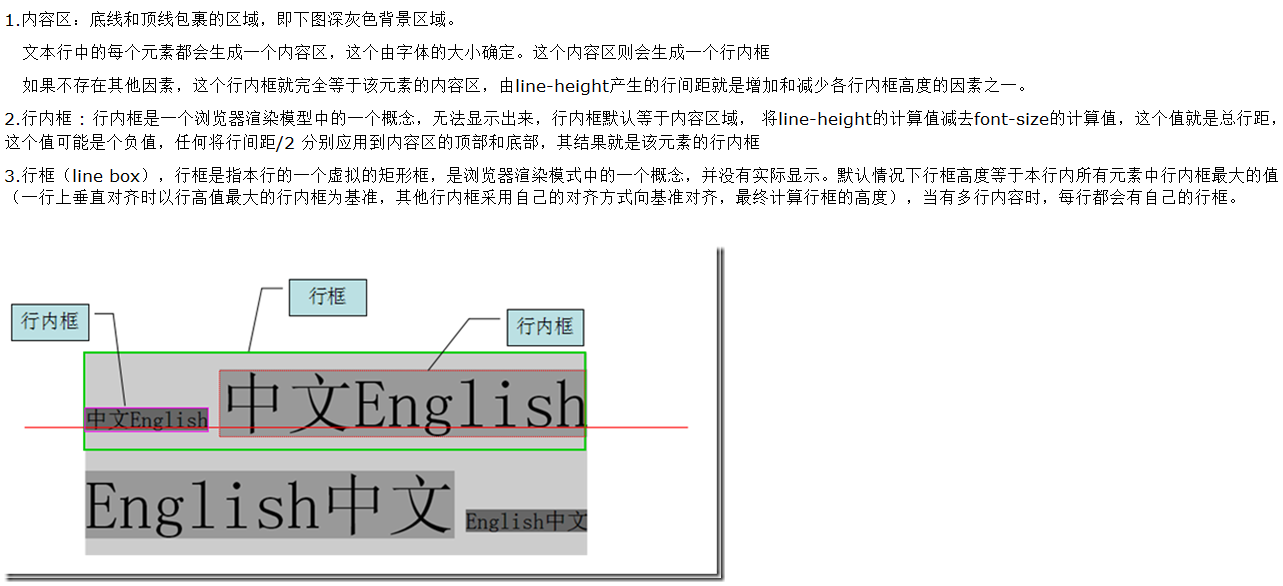 1.内容区：底线和顶线包裹的区域，即下图深灰色背景区域。
文本行中的每个元素都会生成一个内容区，这个由字体的大小确定。这个内容区则会生成一个行内框
如果不存在其他因素，这个行内框就完全等于该元素的内容区，由line-height产生的行间距就是增加和减少各行内框高度的因素之一。
2.行内框：行内框是一个浏览器渲染模型中的一个概念，无法显示出来，行内框默认等于内容区域， 将line-height的计算值减去font-size的计算值，这个值就是总行距，
这个值可能是个负值，任何将行间距/2 分别应用到内容区的顶部和底部，其结果就是该元素的行内框
3.行框（line box），行框是指本行的一个虚拟的矩形框，是浏览器渲染模式中的一个概念，并没有实际显示。默认情况下行框高度等于本行内所有元素中行内框最大的值
（一行上垂直对齐时以行高值最大的行内框为基准，其他行内框采用自己的对齐方式向基准对齐，最终计算行框的高度），当有多行内容时，每行都会有自己的行框。
行框
行内框
行内框
中文English 中文English
English中文 English中文